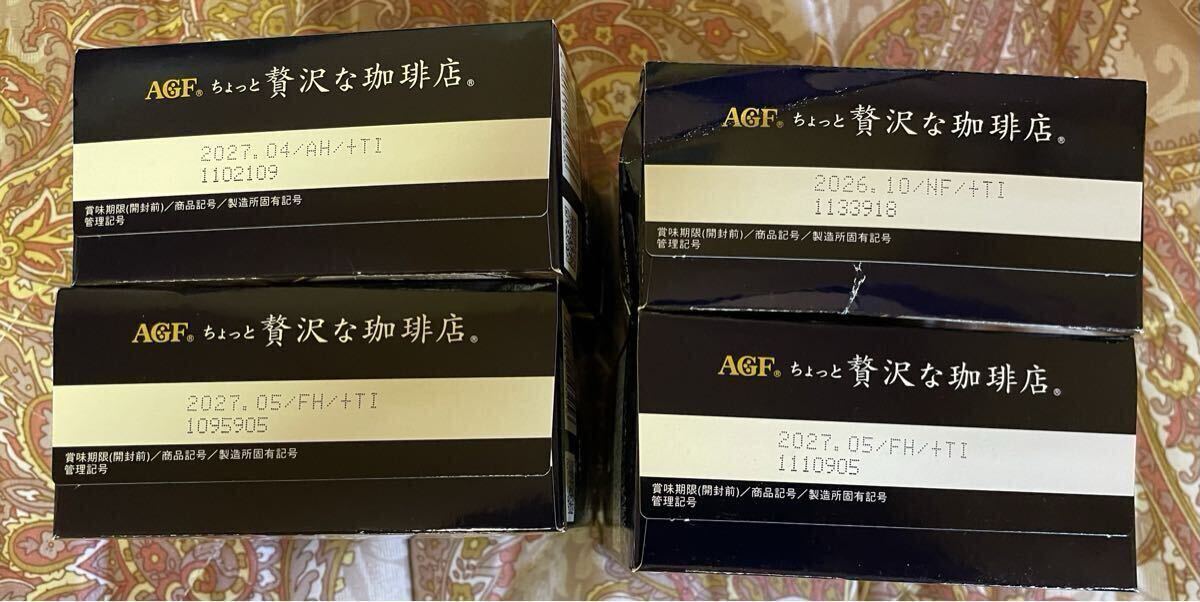 AGF® ちょっと贅沢な珈琲店®
2027.04/AH/+TI
1102109
賞味期限(開封前)/商品記号/製造所固有記号
管理記号
AGF® ちょっと贅沢な珈琲店®
2026.10/NF/+TI
1133918
賞味期限(開封前)/商品記号/製造所固有記号
管理記号
AGF® ちょっと贅沢な珈琲店®
2027.05/FH/+TI
1095905
賞味期限(開封前)/商品記号/製造所固有記号
管理記号
AGF® ちょっと贅沢な珈琲店®
2027.05/FH/+TI
1110905
賞味期限(開封前)/商品記号/製造所固有記号
管理記号